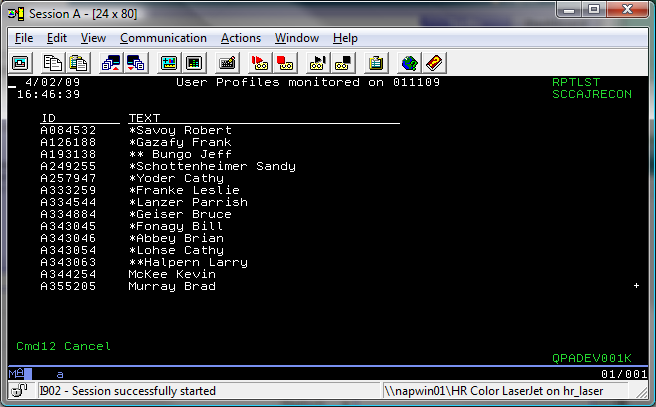 Session A - [24 x 80]
File Edit View Communication Actions Window Help
4/02/09 User Profiles monitored on 011109 RPTLST
16:46:39 SCCAJRECON
ID TEXT
A084532 *Savoy Robert
A126188 *Gazafy Frank
A193138 ** Bungo Jeff
A249255 *Schottenheimer Sandy
A257947 *Yoder Cathy
A333259 *Franke Leslie
A334544 *Lanzer Parrish
A334884 *Geiser Bruce
A343045 *Fonagy Bill
A343046 *Abbey Brian
A343054 *Lohse Cathy
A343063 **Halpern Larry
A344254 McKee Kevin
A355205 Murray Brad +
Cmd12 Cancel
QPADEV001K
MA a 01/001
I902 - Session successfully started \\napwin01\HR Color LaserJet on hr_laser